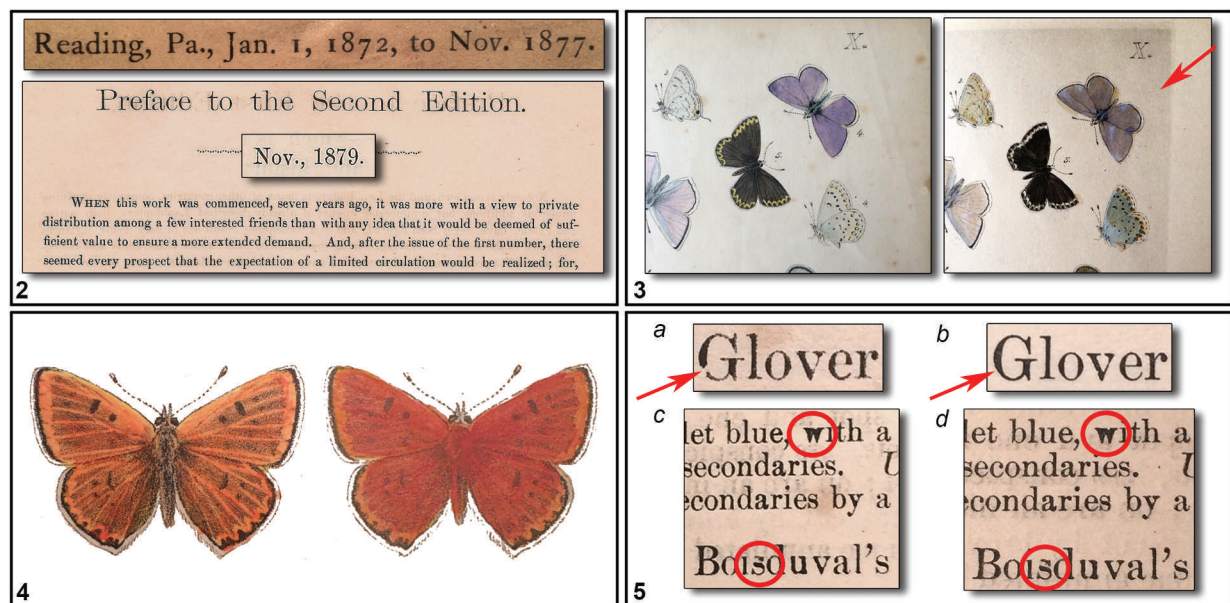 Reading, Pa., Jan. 1, 1872, to Nov. 1877.
Preface to the Second Edition.
Nov., 1879.
WHEN this work was commenced, seven years ago, it was more with a view to private
distribution among a few interested friends than with any idea that it would be deemed of suf-
ficient value to ensure a more extended demand. And, after the issue of the first number, there
seemed every prospect that the expectation of a limited circulation would be realized; for,
2
X.
5.
4.
X.
5.
3
4
a
Glover
b
Glover
c
let blue, with a
secondaries. U
econdaries by a
Boisduval's
d
let blue, with a
secondaries. U
econdaries by a
Boisduval's
5